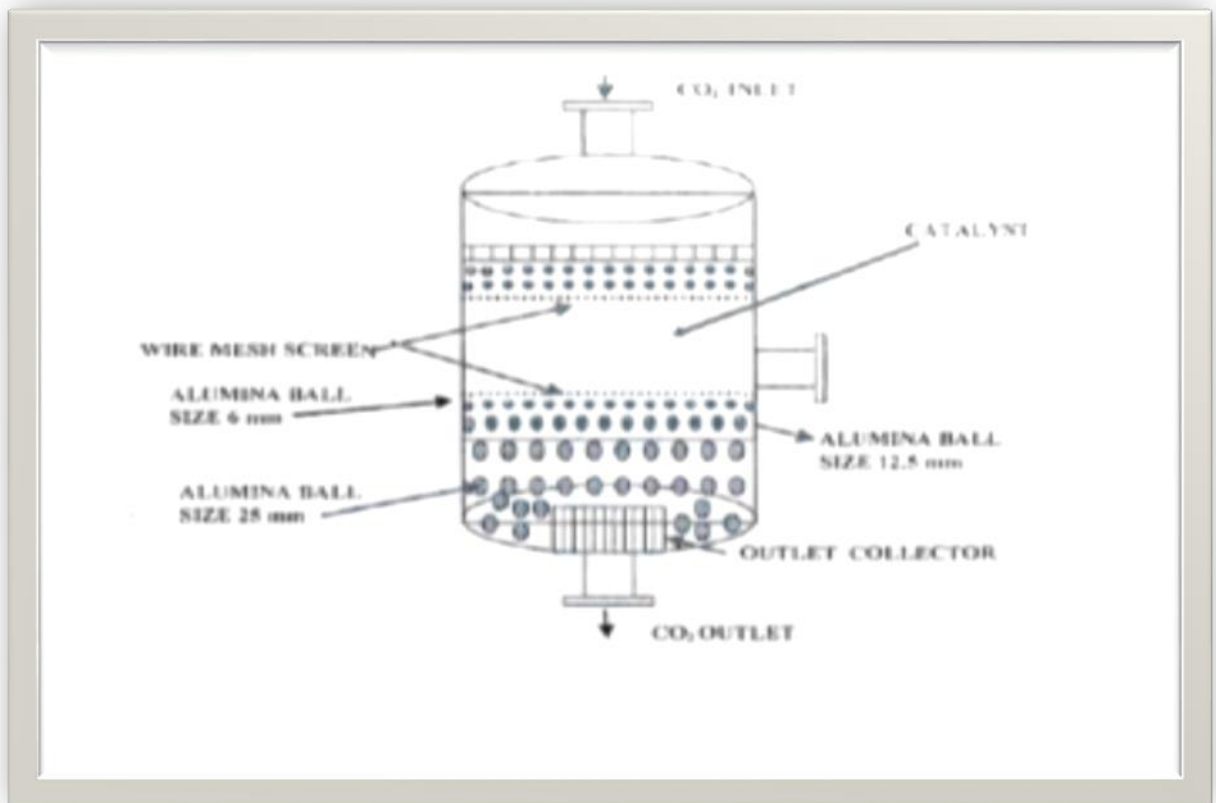 CO₂ INLET
CATALYST
WIRE MESH SCREEN
ALUMINA BALL
SIZE 6 mm
ALUMINA BALL
SIZE 12.5 mm
ALUMINA BALL
SIZE 25 mm
OUTLET COLLECTOR
CO₂ OUTLET